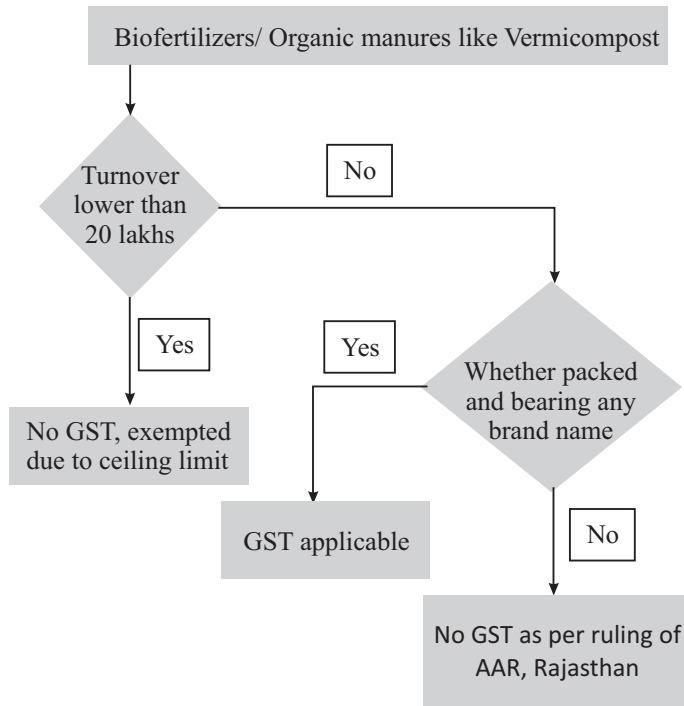 Biofertilizers/ Organic manures like Vermicompost
Turnover
lower than
20 lakhs
No
Yes
No GST, exempted
due to ceiling limit
Whether packed
and bearing any
brand name
Yes
GST applicable
No
No GST as per ruling of
AAR, Rajasthan